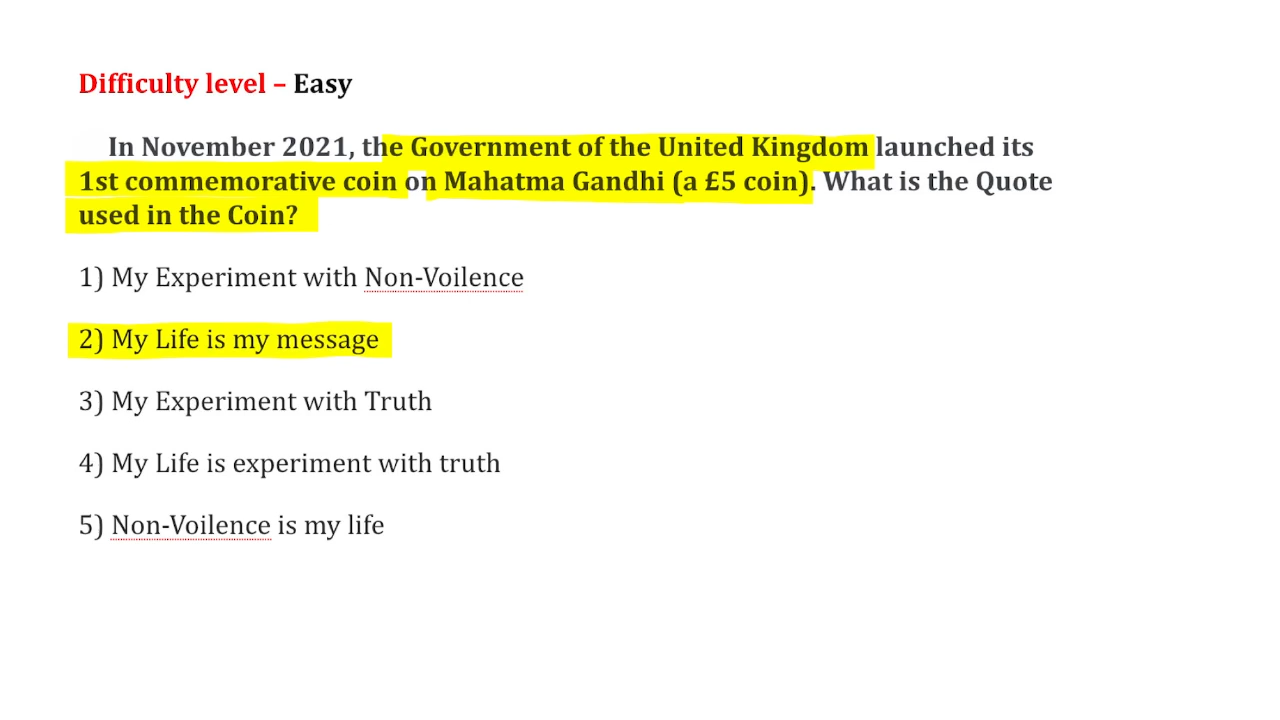 Difficulty level – Easy
In November 2021, the Government of the United Kingdom launched its
1st commemorative coin on Mahatma Gandhi (a £5 coin). What is the Quote
used in the Coin?
1) My Experiment with Non-Voilence
2) My Life is my message
3) My Experiment with Truth
4) My Life is experiment with truth
5) Non-Voilence is my life